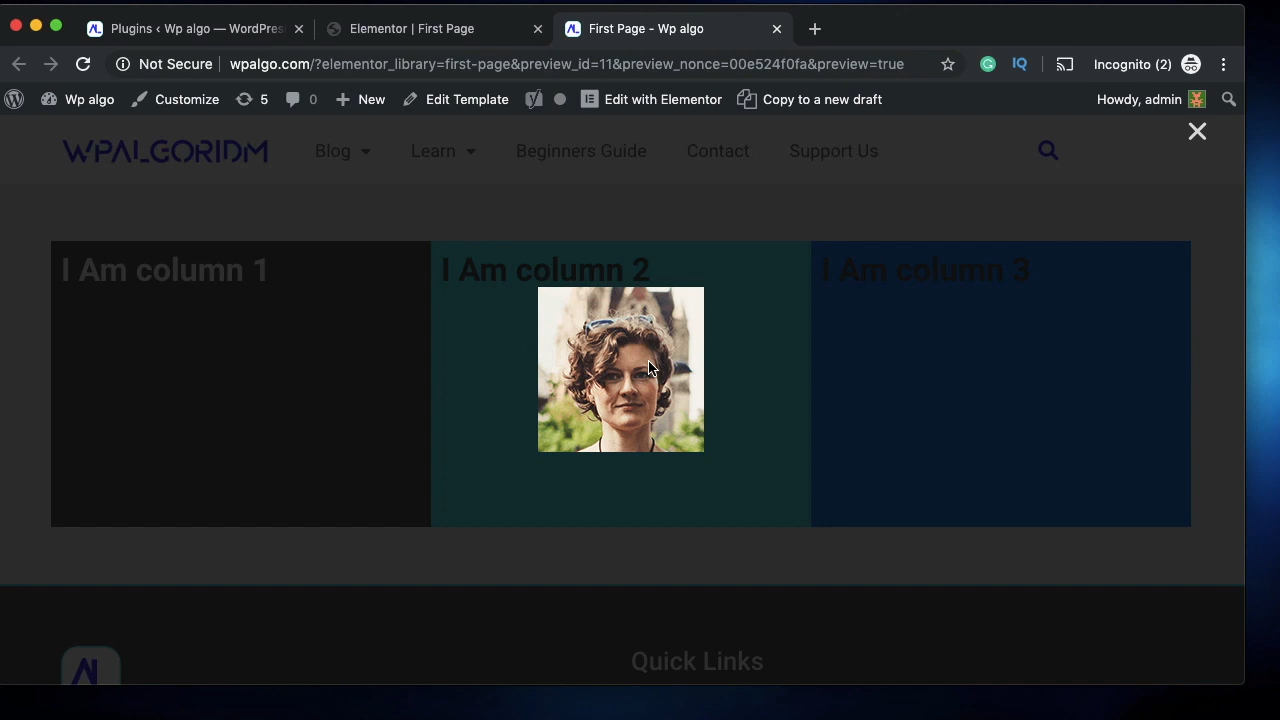 Plugins ‹ Wp algo — WordPres
Elementor | First Page
First Page - Wp algo
Not Secure
wpalgo.com/?elementor_library=first-page&preview_id=11&preview_nonce=00e524f0fa&preview=true
IQ
Incognito (2)
Wp algo
Customize
5
0
New
Edit Template
Edit with Elementor
Copy to a new draft
Howdy, admin
WPALGORIDM
Blog
Learn
Beginners Guide
Contact
Support Us
I Am column 1
I Am column 2
I Am column 3
Quick Links